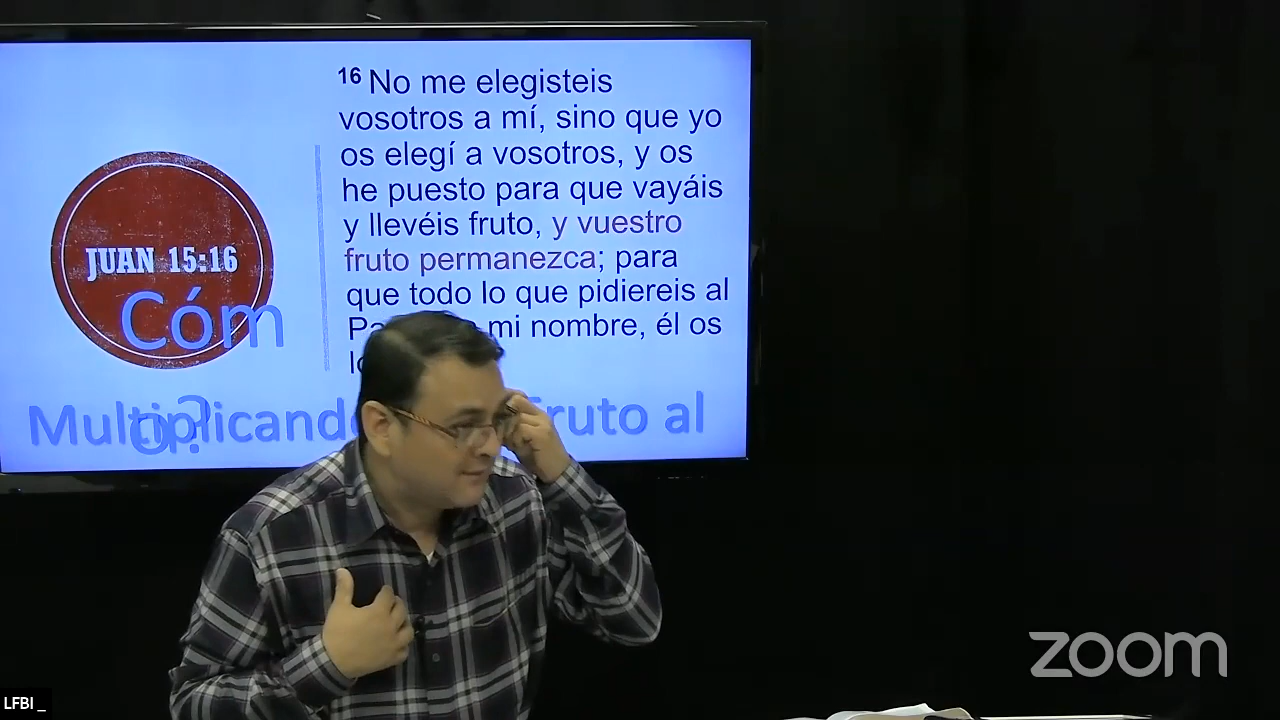 16 No me elegisteis
vosotros a mí, sino que yo
os elegí a vosotros, y os
he puesto para que vayáis
y llevéis fruto, y vuestro
fruto permanezca; para
que todo lo que pidiereis al
mi nombre, él os
JUAN 15:16
Cóm
o?
Multiplicando fruto al
zoom
LFBI _